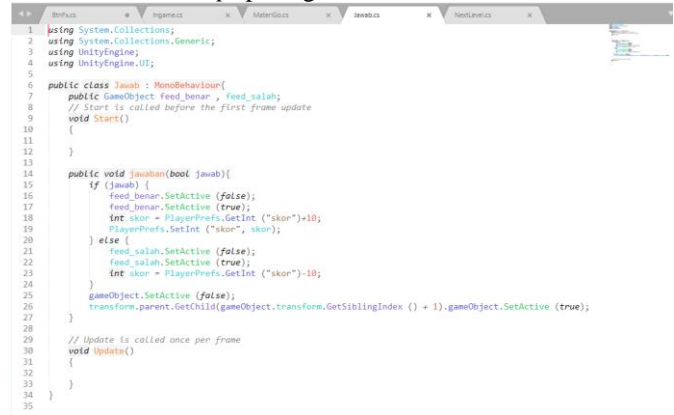 BtnFx.cs Ingame.cs MateriGo.cs Jawab.cs NextLevel.cs
1 using System.Collections;
2 using System.Collections.Generic;
3 using UnityEngine;
4 using UnityEngine.UI;
5
6 public class Jawab : MonoBehaviour{
7 public GameObject feed_benar , feed_salah;
8 // Start is called before the first frame update
9 void Start()
10 {
11
12 }
13
14 public void jawaban(bool jawab){
15 if (jawab) {
16 feed_benar.SetActive (false);
17 feed_benar.SetActive (true);
18 int skor = PlayerPrefs.GetInt ("skor")+10;
19 PlayerPrefs.SetInt ("skor", skor);
20 } else {
21 feed_salah.SetActive (false);
22 feed_salah.SetActive (true);
23 int skor = PlayerPrefs.GetInt ("skor")-10;
24 }
25 gameObject.SetActive (false);
26 transform.parent.GetChild(gameObject.transform.GetSiblingIndex () + 1).gameObject.SetActive (true);
27 }
28
29 // Update is called once per frame
30 void Update()
31 {
32
33 }
34 }
35